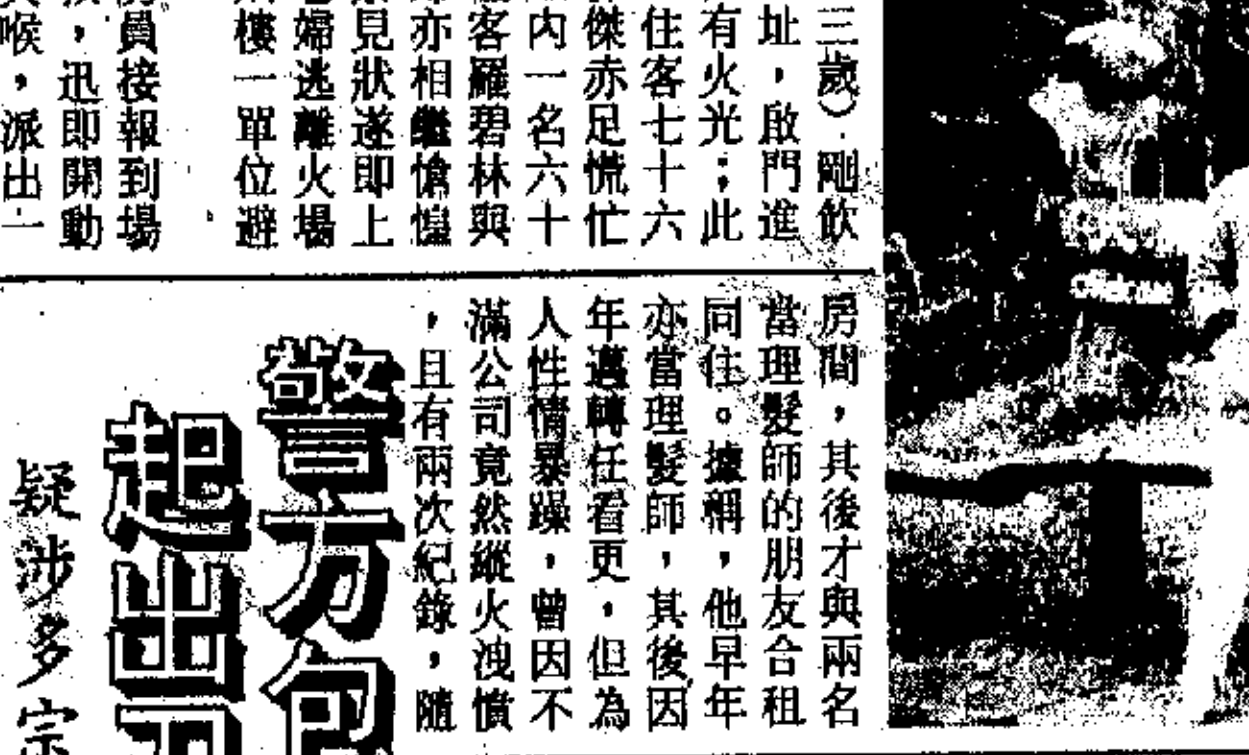 三歲）剛飲
址，啟門進
有火光；此
住客七十六
傑赤足慌忙
內一名六十
客羅碧林與
亦相繼愴惶
見狀遂即上
婦逃離火場
樓一單位避
員接報到場
，迅即開動
喉，派出一
房間，其後才與兩名
當理髮師的朋友合租
同住。據稱，他早年
亦當理髮師，其後因
年邁轉任看更，但為
人性情暴躁，曾因不
滿公司竟然縱火洩憤
，且有兩次紀錄，隨
警方包
起出刀
疑涉多宗